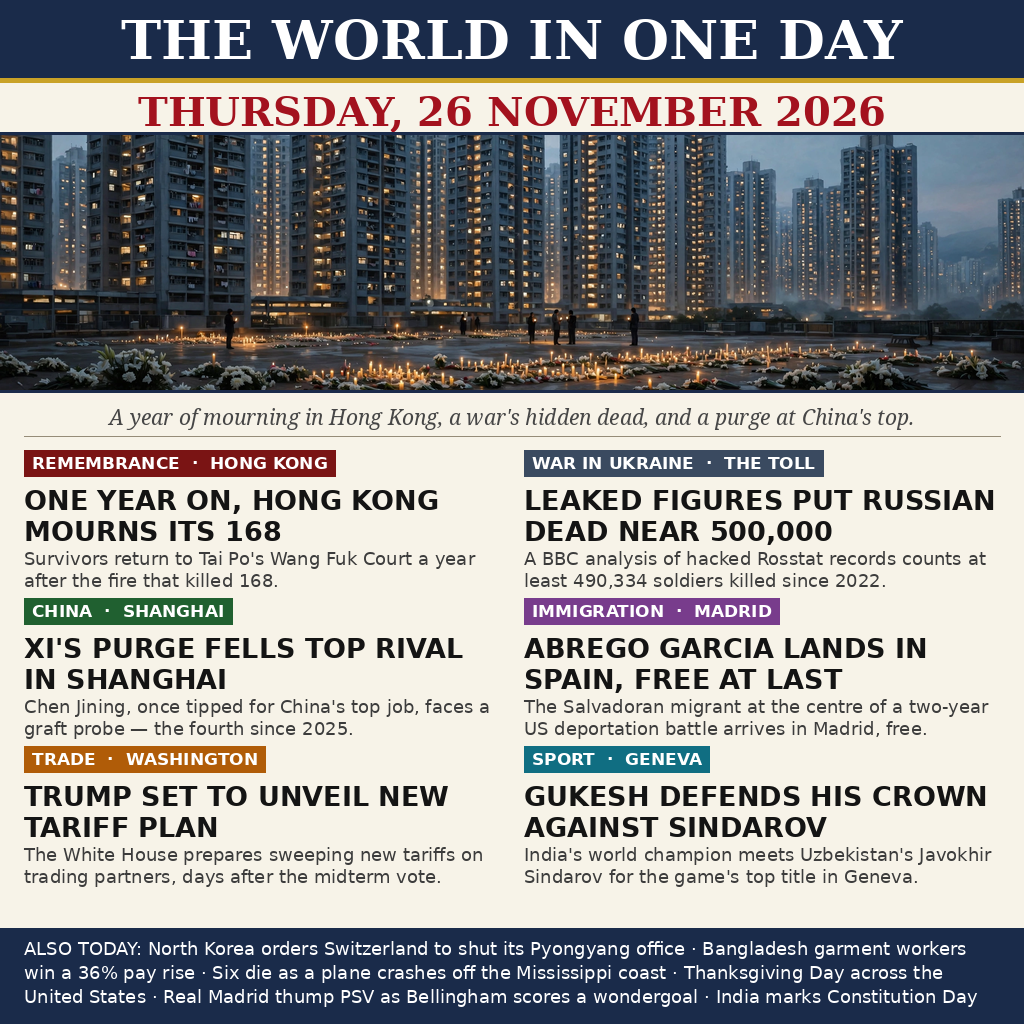 THE WORLD IN ONE DAY
THURSDAY, 26 NOVEMBER 2026
A year of mourning in Hong Kong, a war's hidden dead, and a purge at China's top.
REMEMBRANCE · HONG KONG
ONE YEAR ON, HONG KONG
MOURNS ITS 168
Survivors return to Tai Po's Wang Fuk Court a year
after the fire that killed 168.
WAR IN UKRAINE · THE TOLL
LEAKED FIGURES PUT RUSSIAN
DEAD NEAR 500,000
A BBC analysis of hacked Rosstat records counts at
least 490,334 soldiers killed since 2022.
CHINA · SHANGHAI
XI'S PURGE FELLS TOP RIVAL
IN SHANGHAI
Chen Jining, once tipped for China's top job, faces a
graft probe — the fourth since 2025.
IMMIGRATION · MADRID
ABREGO GARCIA LANDS IN
SPAIN, FREE AT LAST
The Salvadoran migrant at the centre of a two-year
US deportation battle arrives in Madrid, free.
TRADE · WASHINGTON
TRUMP SET TO UNVEIL NEW
TARIFF PLAN
The White House prepares sweeping new tariffs on
trading partners, days after the midterm vote.
SPORT · GENEVA
GUKESH DEFENDS HIS CROWN
AGAINST SINDAROV
India's world champion meets Uzbekistan's Javokhir
Sindarov for the game's top title in Geneva.
ALSO TODAY: North Korea orders Switzerland to shut its Pyongyang office · Bangladesh garment workers
win a 36% pay rise · Six die as a plane crashes off the Mississippi coast · Thanksgiving Day across the
United States · Real Madrid thump PSV as Bellingham scores a wondergoal · India marks Constitution Day